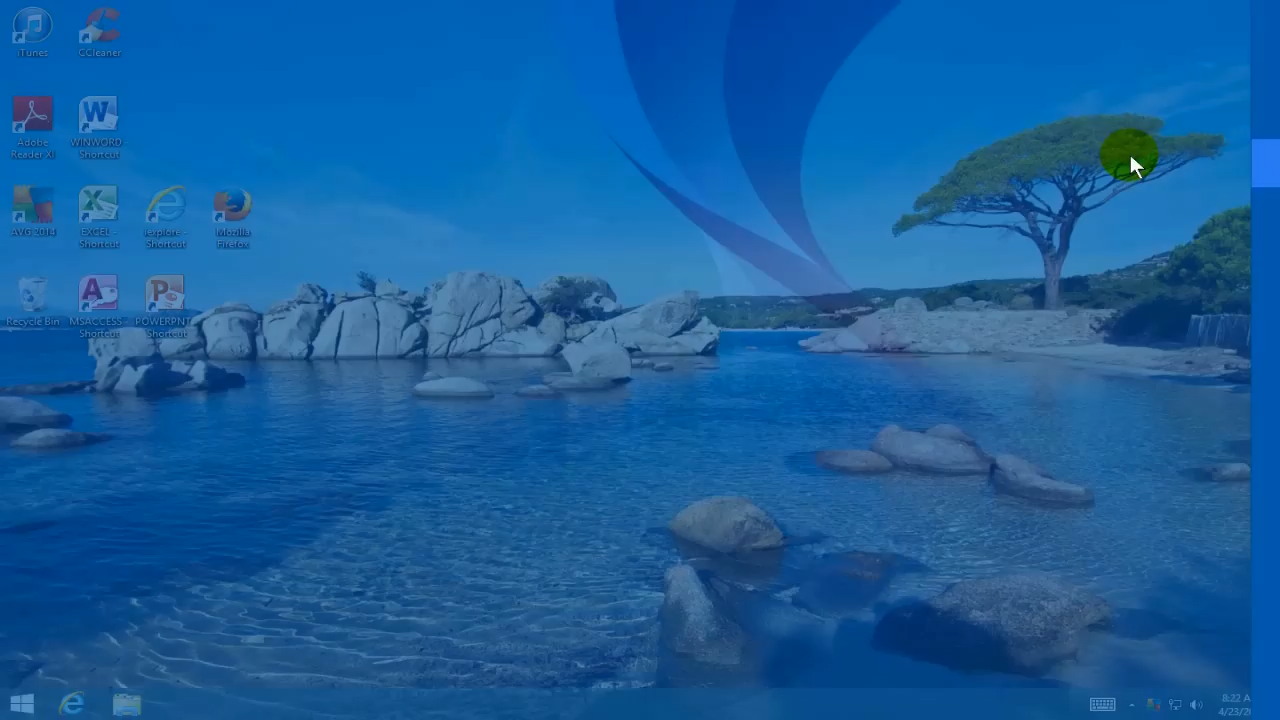 iTunes
CCleaner
Adobe
Reader XI
WINWORD -
Shortcut
AVG 2014
EXCEL -
Shortcut
iexplore -
Shortcut
Mozilla
Firefox
Recycle Bin
MSACCESS -
Shortcut
POWERPNT
Shortcut
8:22 A
4/23/20